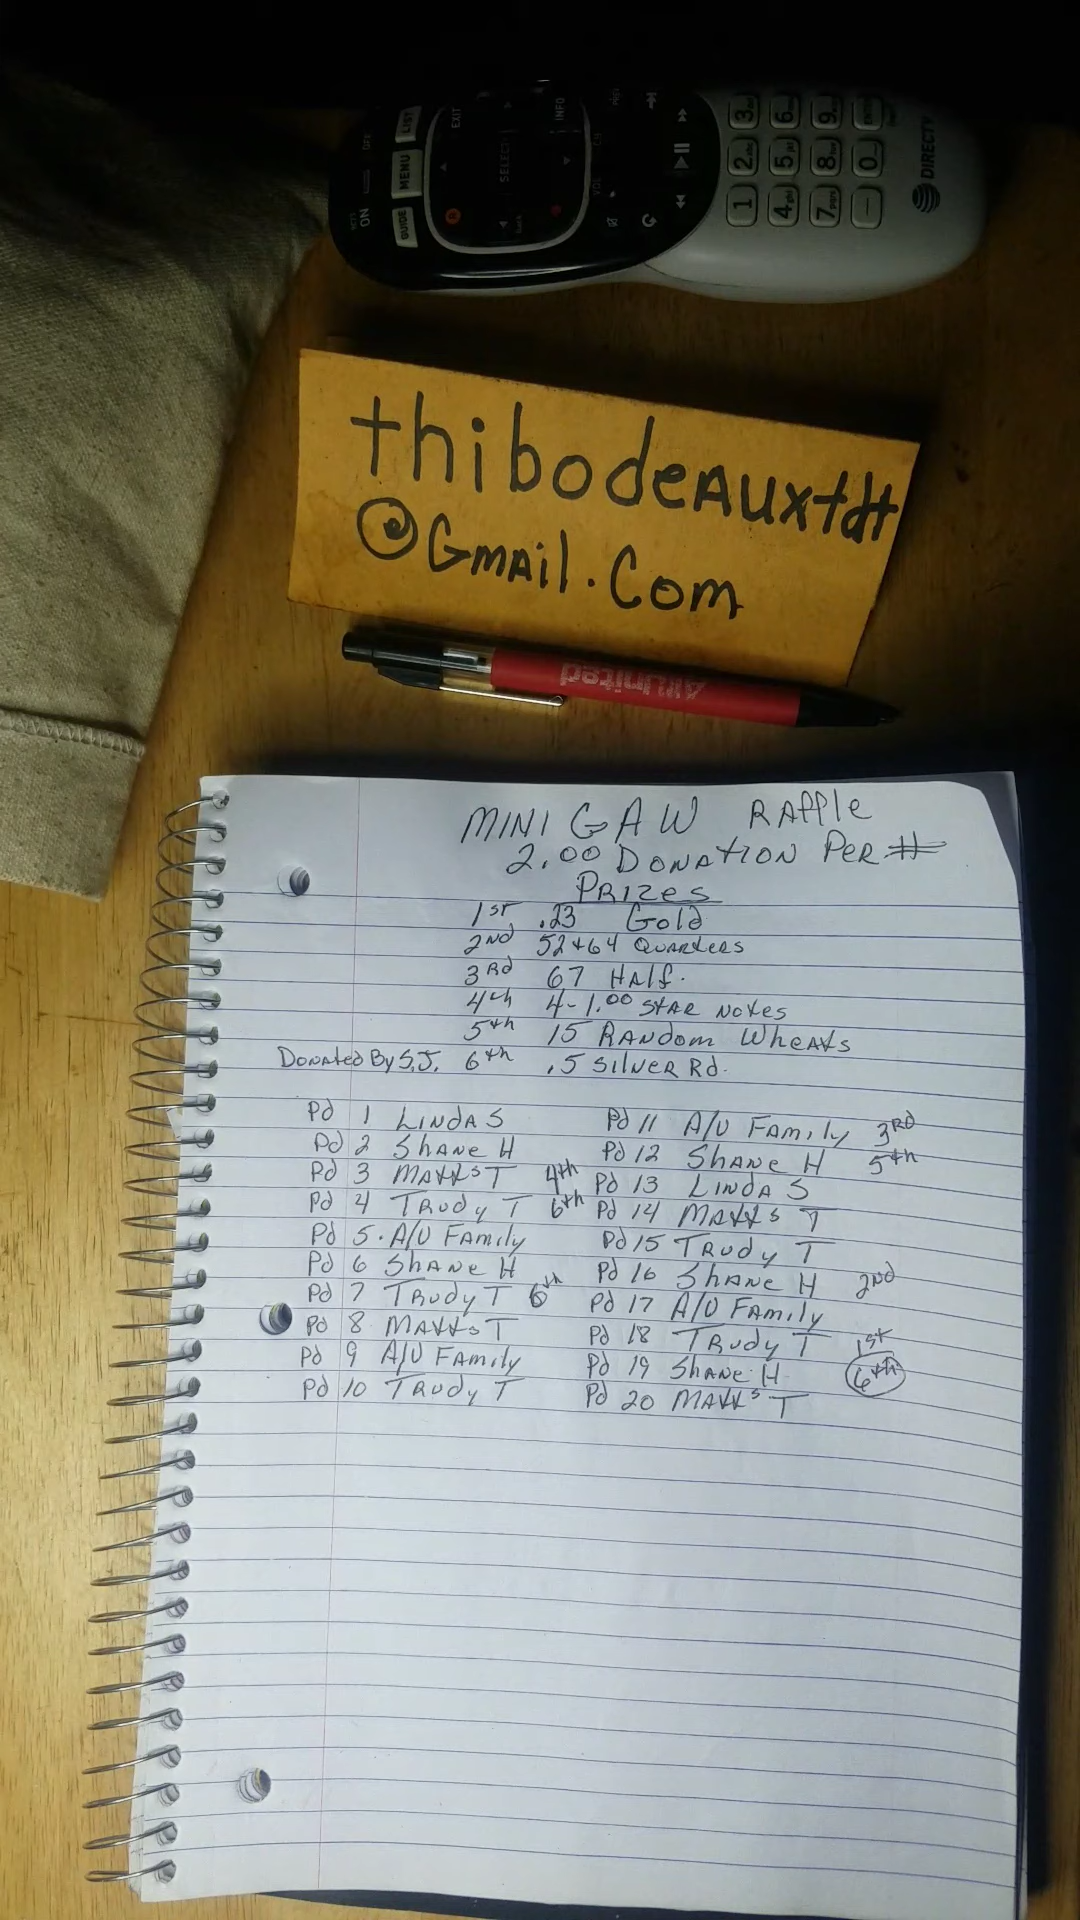 ON OFF
GUIDE MENU LIST
EXIT SELECT INFO
VOL
1 2 3
4 5 6
7 8 9
- 0
DIRECTV
thibodeauxtdt
@Gmail.Com
All United
MINI GAW RAffle
2.00 DONATION PER #
PRIZES
1ST .23 Gold
2ND 52+64 QUARTERS
3RD 67 HAlf.
4th 4-1.00 STAR NOTES
5th 15 RANDOM WHEATS
DONATED By S.J. 6th .5 SILVER Rd.
Pd 1 LINDA S
Pd 2 SHANE H
Pd 3 MATT'S T 4th
Pd 4 TRUDY T 6th
Pd 5. A/U FAMILY
Pd 6 SHANE H
Pd 7 TRUDY T 6th
Pd 8 MATT'S T
Pd 9 A/U FAMILY
Pd 10 TRUDY T
Pd 11 A/U FAMILY 3RD
Pd 12 SHANE H 5th
Pd 13 LINDA S
Pd 14 MATT'S T
Pd 15 TRUDY T
Pd 16 SHANE H 2ND
Pd 17 A/U FAMILY
Pd 18 TRUDY T 1st
Pd 19 SHANE H 6th
Pd 20 MATT'S T